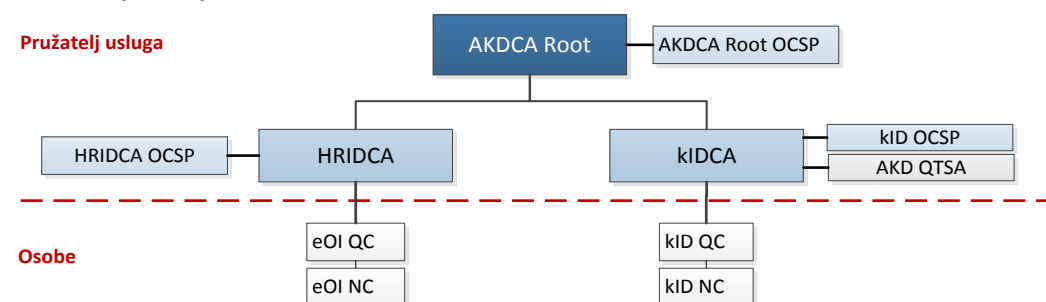 Pružatelj usluga
AKDCA Root
AKDCA Root OCSP
HRIDCA OCSP
HRIDCA
kIDCA
kID OCSP
AKD QTSA
Osobe
eOI QC
kID QC
eOI NC
kID NC